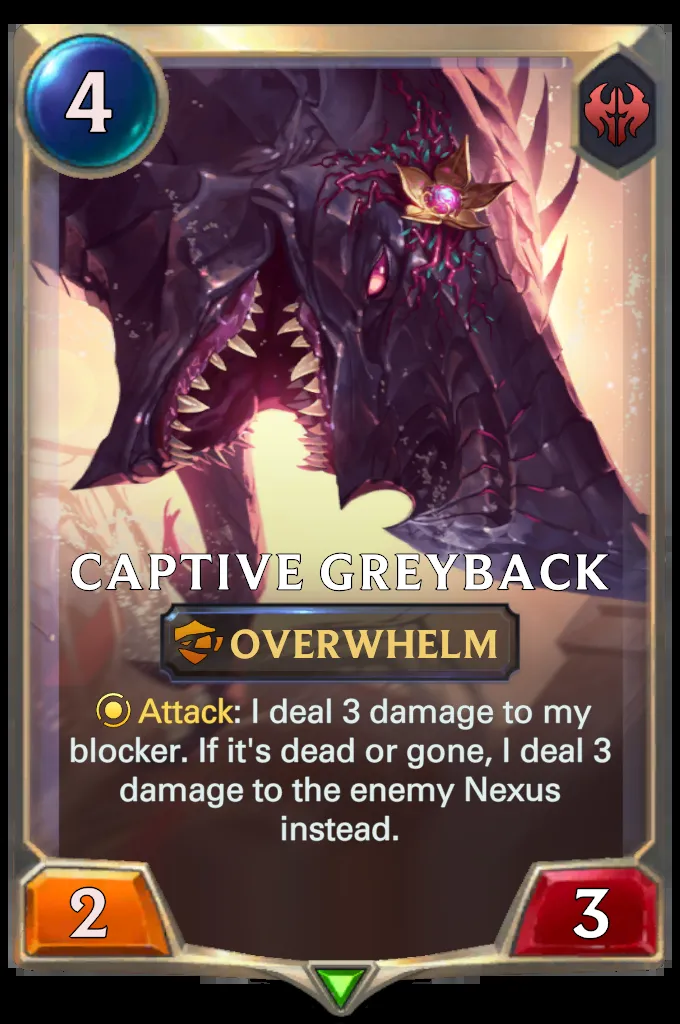 4
CAPTIVE GREYBACK
OVERWHELM
Attack: I deal 3 damage to my
blocker. If it's dead or gone, I deal 3
damage to the enemy Nexus
instead.
2
3